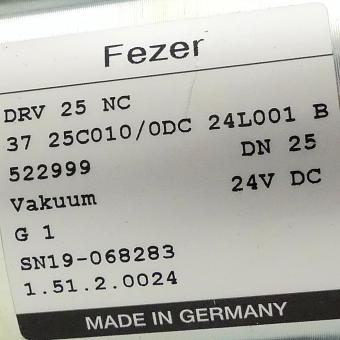 Fezer
DRV 25 NC
37 25C010/0DC 24L001 B
522999 DN 25
Vakuum 24V DC
G 1
SN19-068283
1.51.2.0024
MADE IN GERMANY